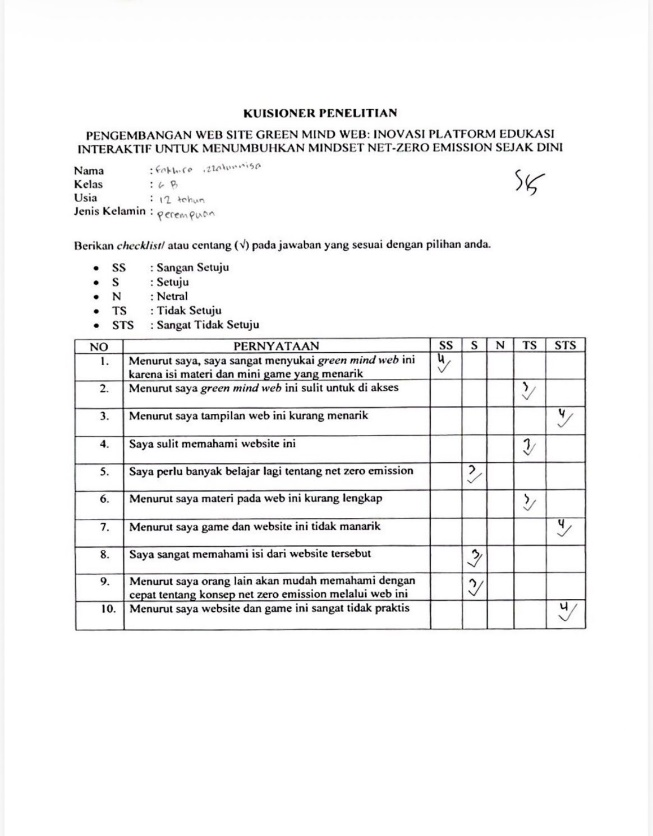 KUISIONER PENELITIAN
PENGEMBANGAN WEB SITE GREEN MIND WEB: INOVASI PLATFORM EDUKASI
INTERAKTIF UNTUK MENUMBUHKAN MINDSET NET-ZERO EMISSION SEJAK DINI
Nama :
Kelas : 6 B
Usia : 12 tahun
Jenis Kelamin : perempuan
Berikan checklist/ atau centang (√) pada jawaban yang sesuai dengan pilihan anda.
• SS : Sangan Setuju
• S : Setuju
• N : Netral
• TS : Tidak Setuju
• STS : Sangat Tidak Setuju
NO PERNYATAAN SS S N TS STS
1. Menurut saya, saya sangat menyukai green mind web ini 4 ✓
karena isi materi dan mini game yang menarik
2. Menurut saya green mind web ini sulit untuk di akses ✓
3. Menurut saya tampilan web ini kurang menarik 4 ✓
4. Saya sulit memahami website ini 3 ✓
5. Saya perlu banyak belajar lagi tentang net zero emission ✓
6. Menurut saya materi pada web ini kurang lengkap ✓
7. Menurut saya game dan website ini tidak manarik 4 ✓
8. Saya sangat memahami isi dari website tersebut 3 ✓
9. Menurut saya orang lain akan mudah memahami dengan ✓
cepat tentang konsep net zero emission melalui web ini
10. Menurut saya website dan game ini sangat tidak praktis 4 ✓